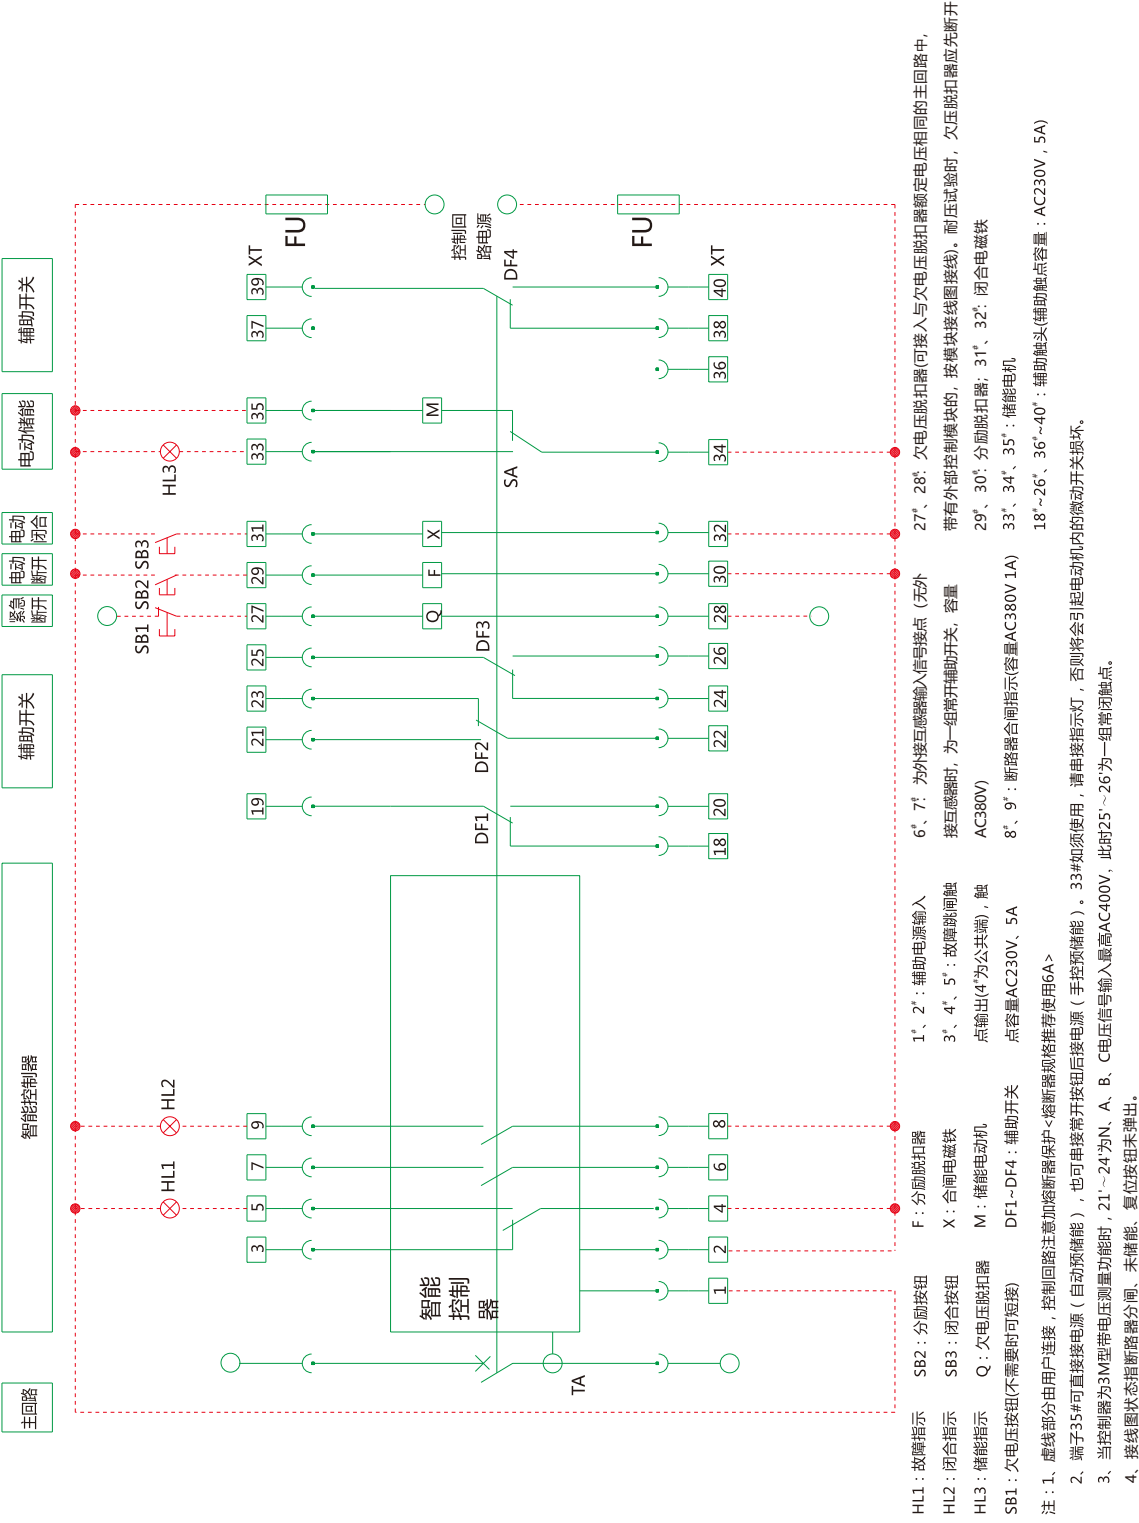 主回路
智能控制器
辅助开关
紧急
断开
电动
断开
电动
闭合
电动储能
辅助开关
HL1
HL2
SB1
SB2
SB3
HL3
3
5
7
9
19
21
23
25
27
29
31
33
35
37
39
XT
FU
智能
控制
器
Q
F
X
M
控制回
路电源
TA
DF1
DF2
DF3
SA
DF4
1
2
4
6
8
18
20
22
24
26
28
30
32
34
36
38
40
XT
FU
HL1：故障指示
HL2：闭合指示
HL3：储能指示
SB1：欠电压按钮(不需要时可短接)
SB2：分励按钮
SB3：闭合按钮
Q：欠电压脱扣器
F：分励脱扣器
X：合闸电磁铁
M：储能电动机
DF1~DF4：辅助开关
1#、2#：辅助电源输入
3#、4#、5#：故障跳闸触
点输出(4#为公共端)，触
点容量AC230V、5A
6#、7#：为外接互感器输入信号接点（无外
接互感器时，为一组常开辅助开关，容量
AC380V)
8#、9#：断路器合闸指示(容量AC380V 1A)
27#、28#：欠电压脱扣器(可接入与欠电压脱扣器额定电压相同的主回路中，
带有外部控制模块的，按模块接线图接线)。耐压试验时，欠压脱扣器应先断开
29#、30#：分励脱扣器；31#、32#：闭合电磁铁
33#、34#、35#：储能电机
18#~26#、36#~40#：辅助触头(辅助触点容量：AC230V，5A)
注：1、虚线部分由用户连接，控制回路注意加熔断器保护<熔断器规格推荐使用6A>
2、端子35#可直接接电源（自动预储能），也可串接常开按钮后接电源（手控预储能）。33#如须使用，请串接指示灯，否则将会引起电动机内的微动开关损坏。
3、当控制器为3M型带电压测量功能时，21'～24'为N、A、B、C电压信号输入最高AC400V，此时25'～26'为一组常闭触点。
4、接线图状态指断路器分闸、未储能、复位按钮未弹出。